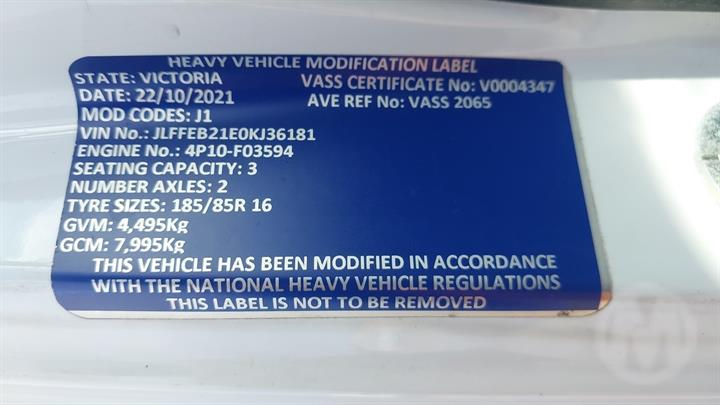 HEAVY VEHICLE MODIFICATION LABEL
STATE: VICTORIA VASS CERTIFICATE No: V0004347
DATE: 22/10/2021 AVE REF No: VASS 2065
MOD CODES: J1
VIN No.: JLFFEB21E0KJ36181
ENGINE No.: 4P10-F03594
SEATING CAPACITY: 3
NUMBER AXLES: 2
TYRE SIZES: 185/85R 16
GVM: 4,495Kg
GCM: 7,995Kg
THIS VEHICLE HAS BEEN MODIFIED IN ACCORDANCE
WITH THE NATIONAL HEAVY VEHICLE REGULATIONS
THIS LABEL IS NOT TO BE REMOVED
M